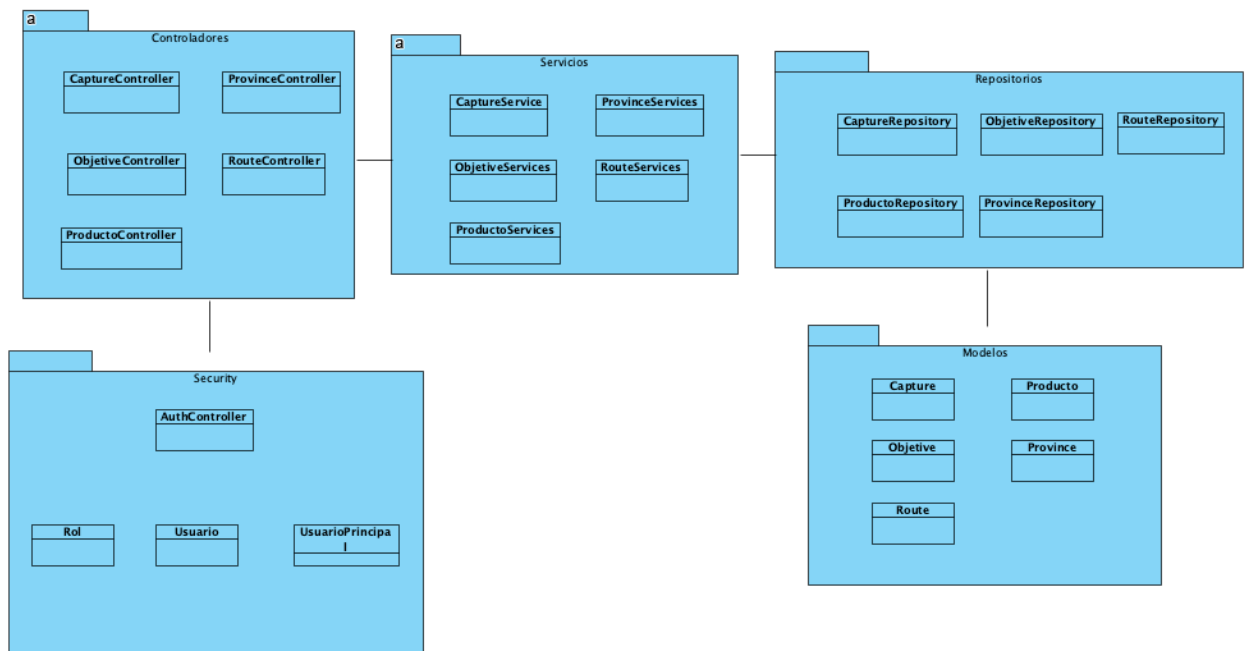 a
Controladores
CaptureController
ProvinceController
ObjetiveController
RouteController
ProductoController
a
Servicios
CaptureService
ProvinceServices
ObjetiveServices
RouteServices
ProductoServices
Repositorios
CaptureRepository
ObjetiveRepository
RouteRepository
ProductoRepository
ProvinceRepository
Security
AuthController
Rol
Usuario
UsuarioPrincipa
l
Modelos
Capture
Producto
Objetive
Province
Route